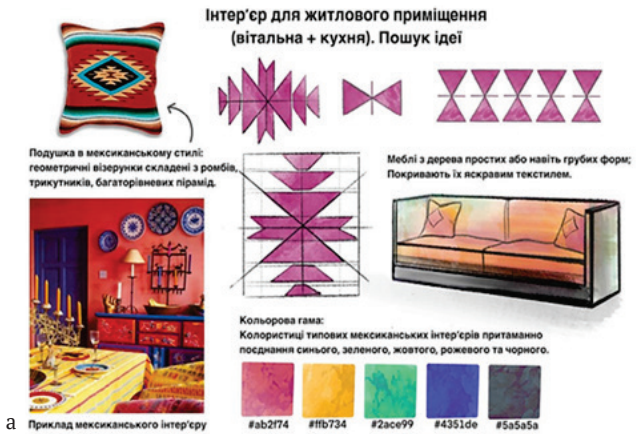 Інтер'єр для житлового приміщення
(вітальна + кухня). Пошук ідеї
Подушка в мексиканському стилі:
геометричні візерунки складені з ромбів,
трикутників, багаторівневих пірамід.
Меблі з дерева простих або навіть грубих форм;
Покривають їх яскравим текстилем.
Кольорова гама:
Колористиці типових мексиканських інтер'єрів притаманно
поєднання синього, зеленого, жовтого, рожевого та чорного.
#ab2f74 #ffb734 #2ace99 #4351de #5a5a5a
а
Приклад мексиканського інтер'єру